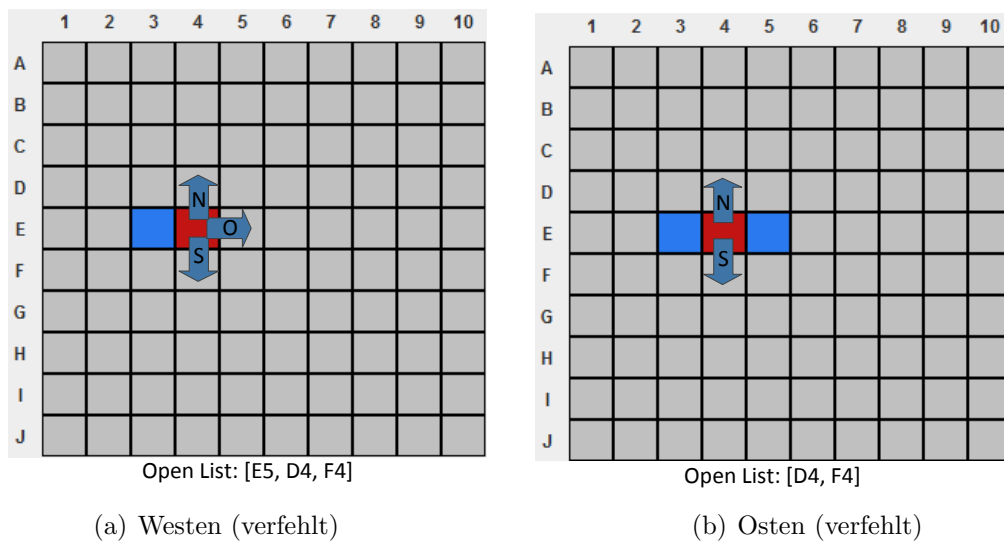 1 2 3 4 5 6 7 8 9 10
A
B
C
D
E
F
G
H
I
J
N
O
S
Open List: [E5, D4, F4]
(a) Westen (verfehlt)
1 2 3 4 5 6 7 8 9 10
A
B
C
D
E
F
G
H
I
J
N
S
Open List: [D4, F4]
(b) Osten (verfehlt)